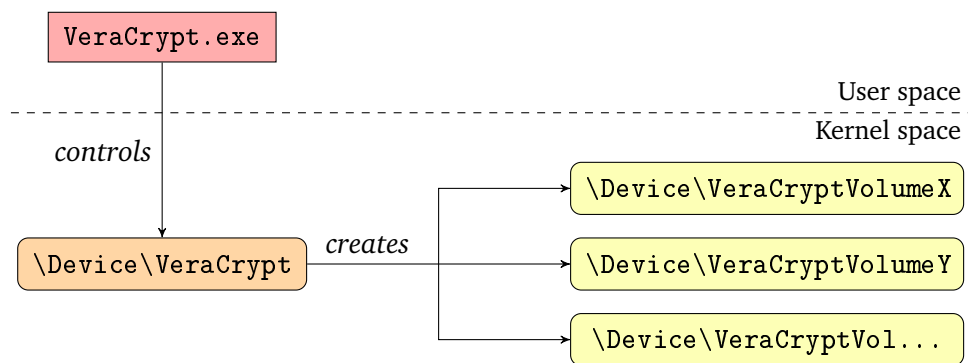 VeraCrypt.exe
User space
Kernel space
controls
\Device\VeraCryptVolumeX
\Device\VeraCrypt
creates
\Device\VeraCryptVolumeY
\Device\VeraCryptVol...